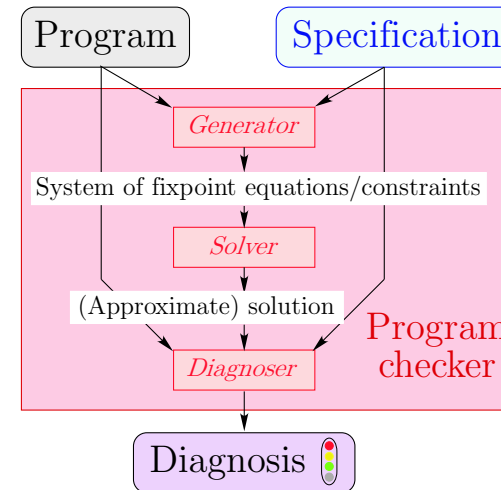 Program
Specification
Generator
System of fixpoint equations/constraints
Solver
(Approximate) solution
Program
checker
Diagnoser
Diagnosis